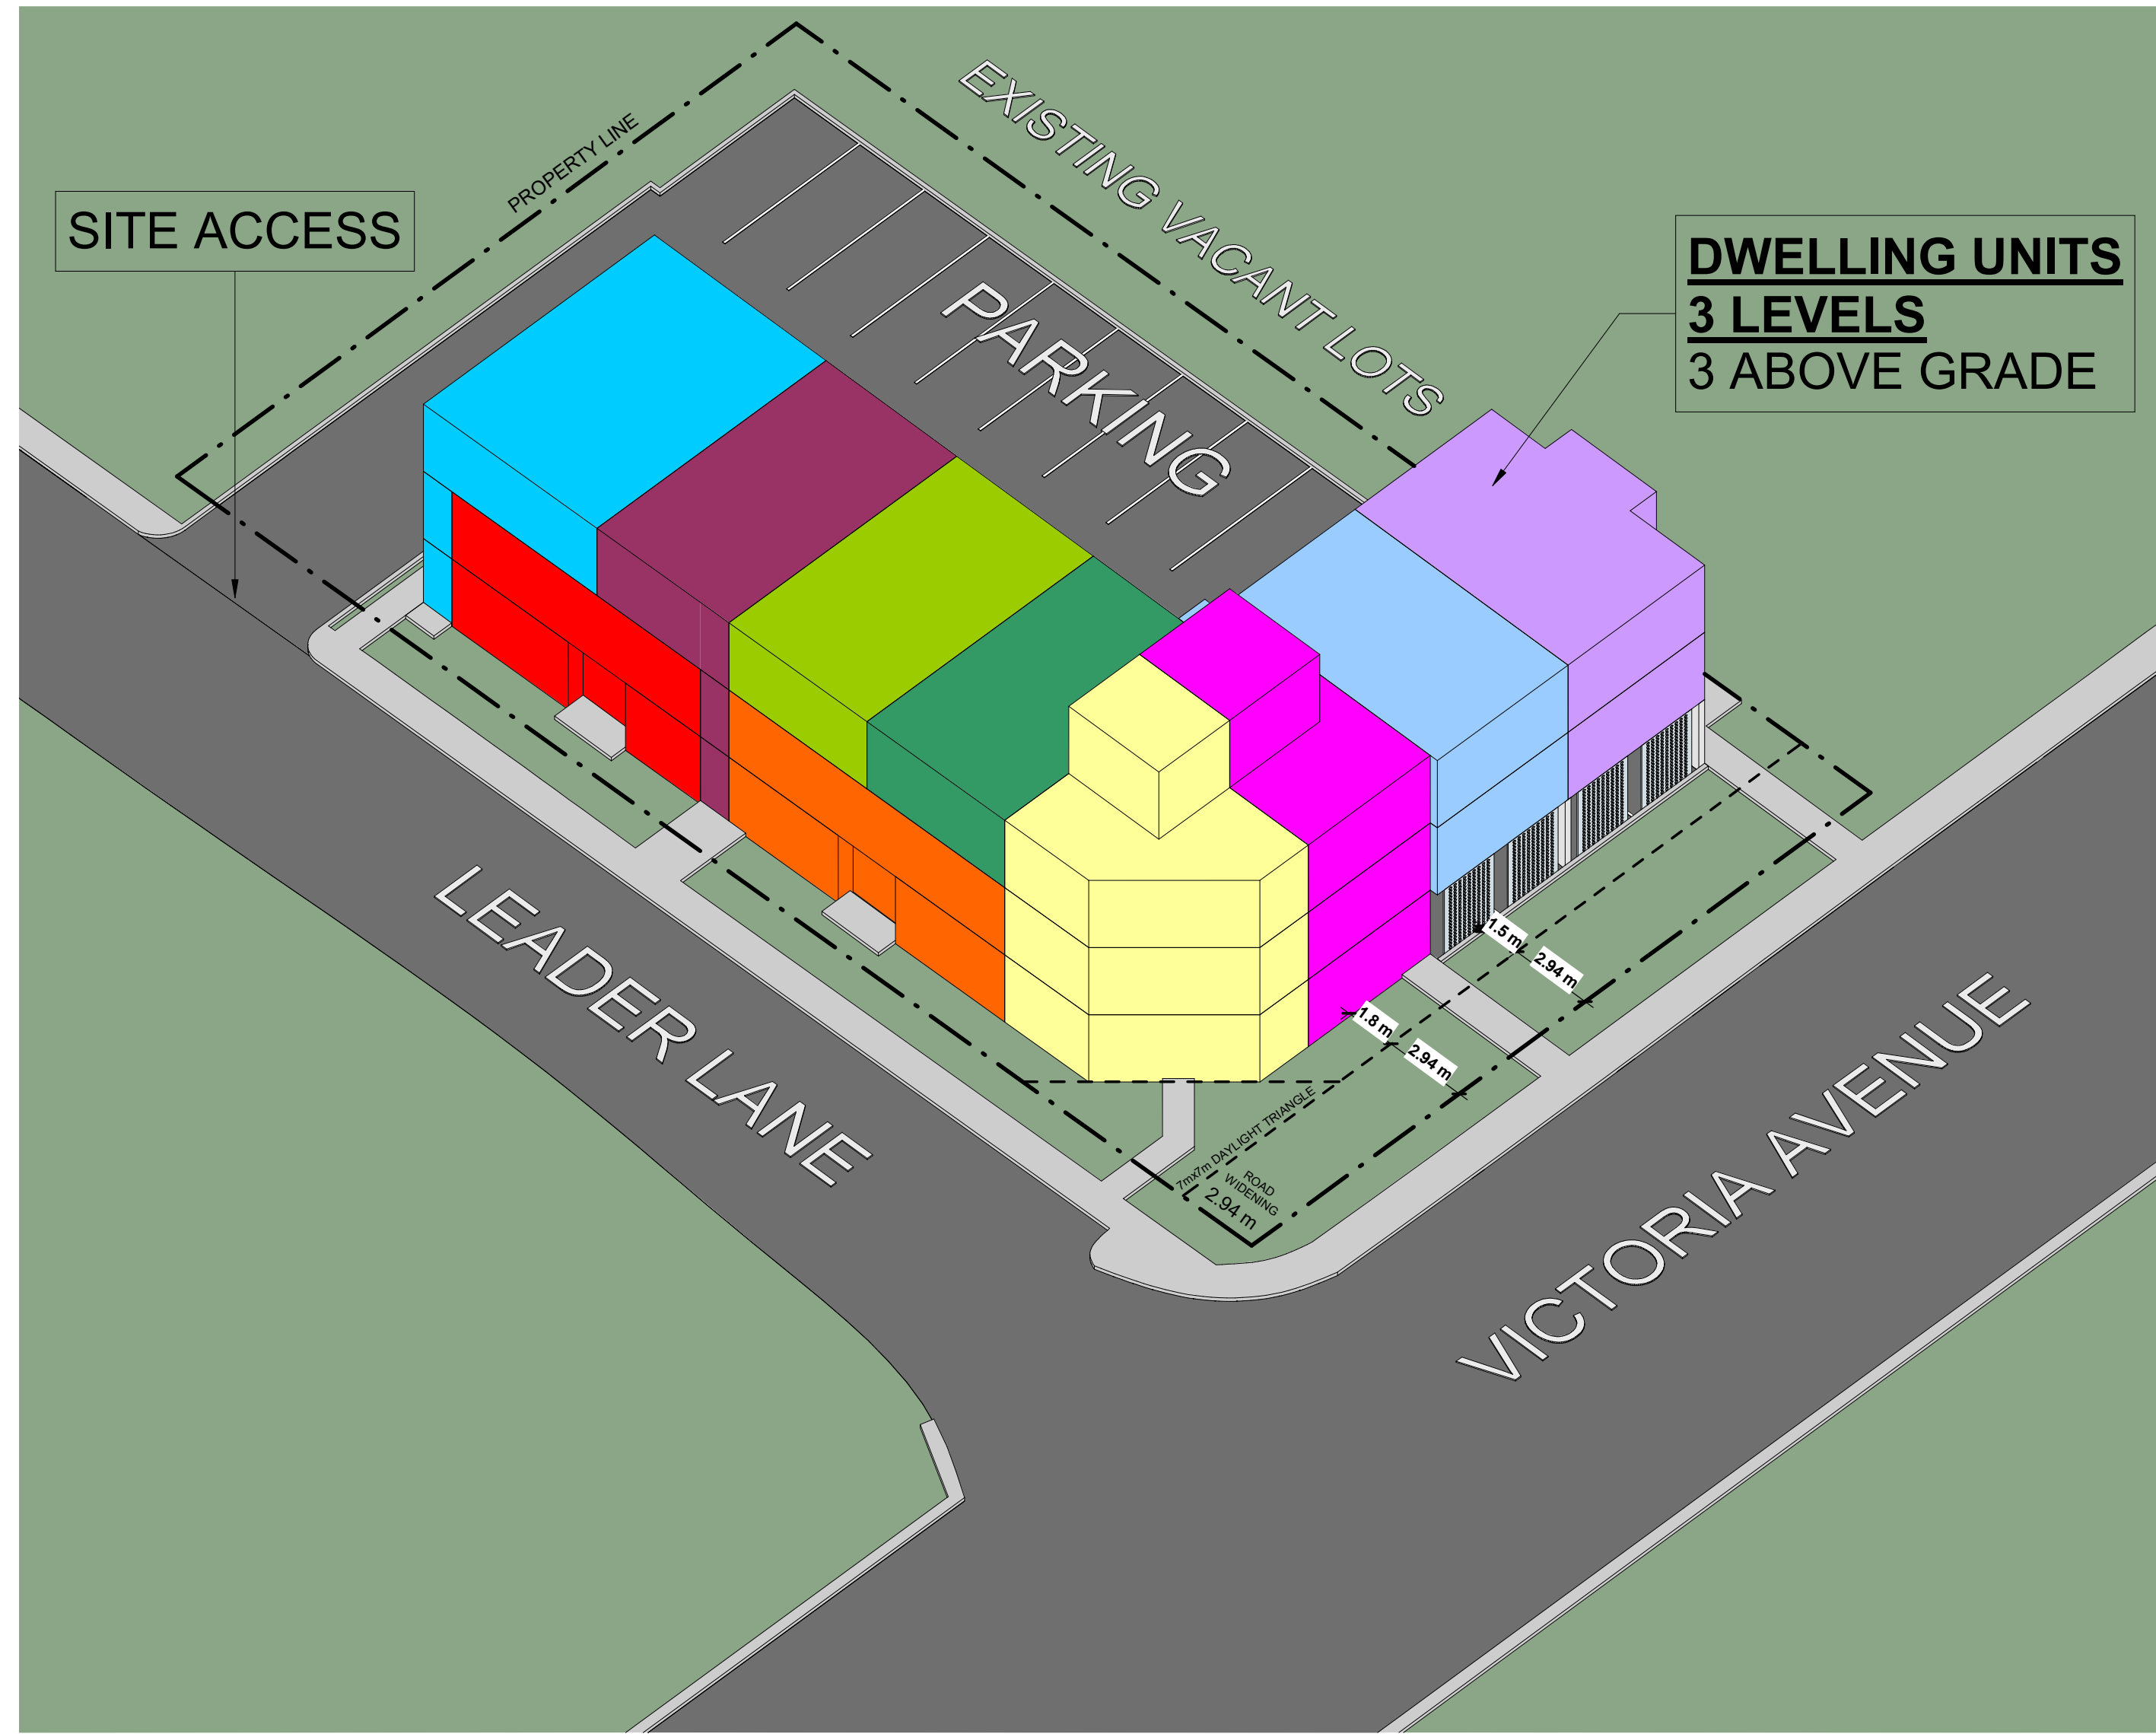 EXISTING VACANT LOTS
PROPERTY LINE
SITE ACCESS
DWELLING UNITS
3 LEVELS
3 ABOVE GRADE
PARKING
LEADER LANE
1.5 m
2.94 m
1.8 m
2.94 m
7mx7m DAYLIGHT TRIANGLE
ROAD
WIDENING
2.94 m
VICTORIA AVENUE